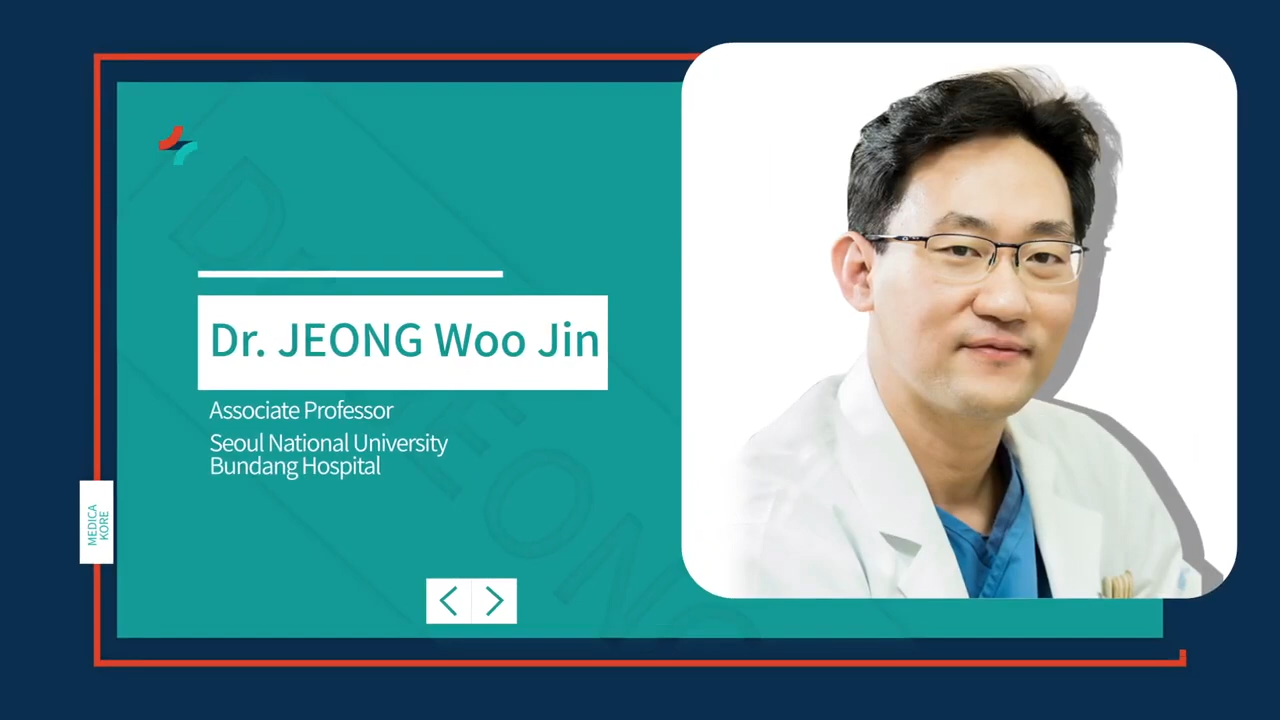 Dr. JEONG Woo Jin
Associate Professor
Seoul National University
Bundang Hospital
MEDICA
KORE